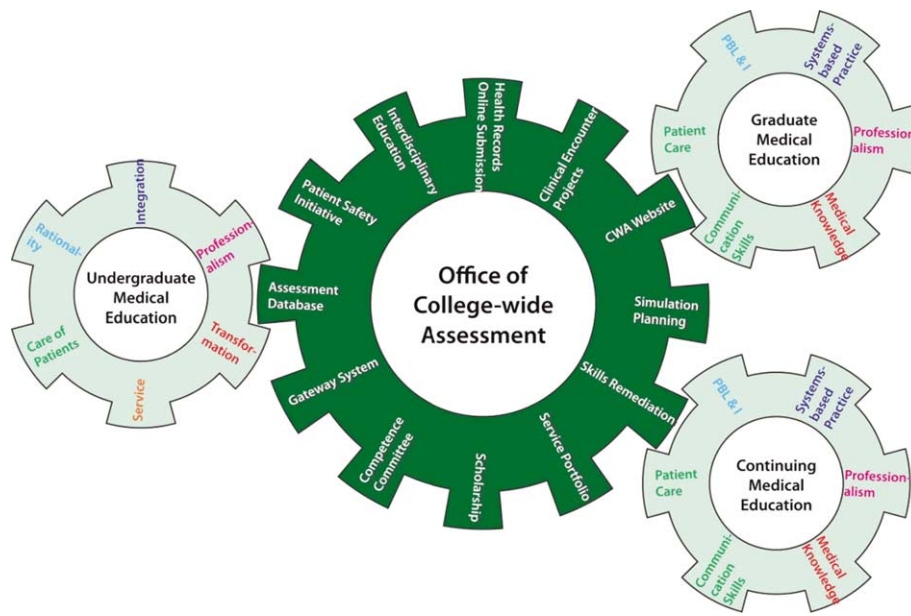 Undergraduate
Medical
Education
Integration
Profession-
alism
Transfor-
mation
Service
Care of
Patients
Rational-
ity
Office of
College-wide
Assessment
Health Records
Online Submission
Clinical Encounter
Projects
CWA Website
Simulation
Planning
Skills Remediation
Service Portfolio
Scholarship
Competence
Committee
Gateway System
Assessment
Database
Patient Safety
Initiative
Interdisciplinary
Education
Graduate
Medical
Education
PBL & I
Systems-
based
Practice
Profession-
alism
Medical
Knowledge
Communi-
cation
Skills
Patient
Care
Continuing
Medical
Education
PBL & I
Systems-
based
Practice
Profession-
alism
Medical
Knowledge
Communi-
cation
Skills
Patient
Care